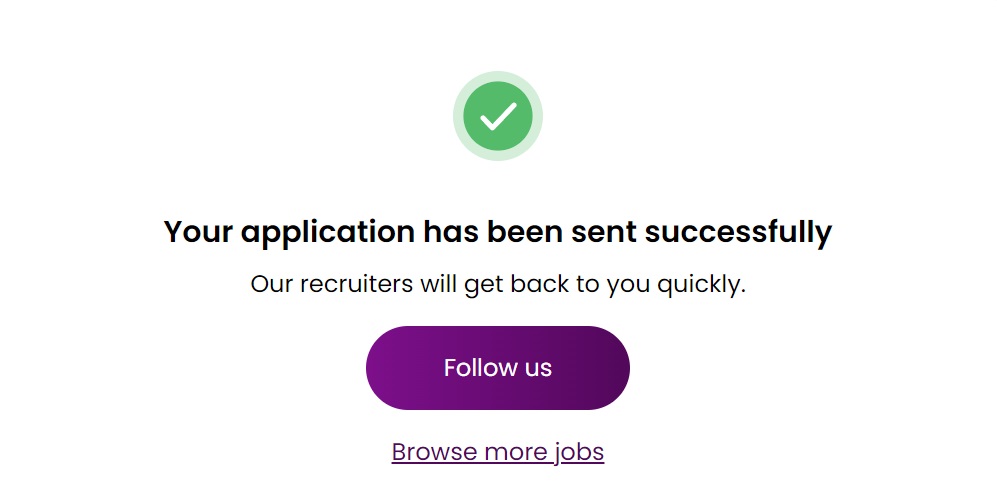 Your application has been sent successfully
Our recruiters will get back to you quickly.
Follow us
Browse more jobs